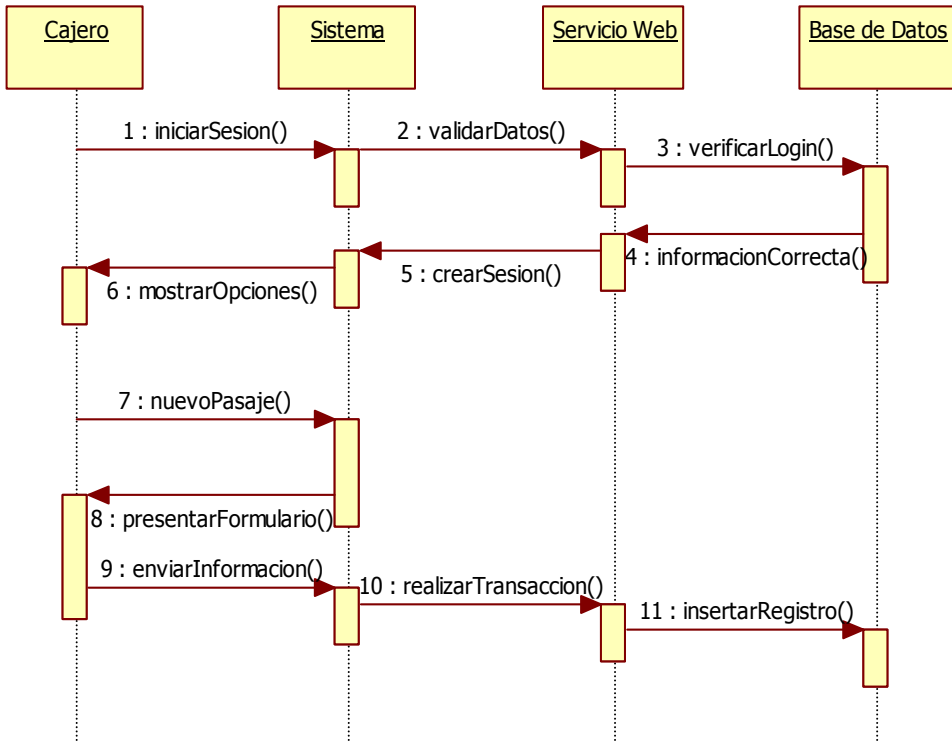 Cajero
Sistema
Servicio Web
Base de Datos
1 : iniciarSesion()
2 : validarDatos()
3 : verificarLogin()
4 : informacionCorrecta()
5 : crearSesion()
6 : mostrarOpciones()
7 : nuevoPasaje()
8 : presentarFormulario()
9 : enviarInformacion()
10 : realizarTransaccion()
11 : insertarRegistro()